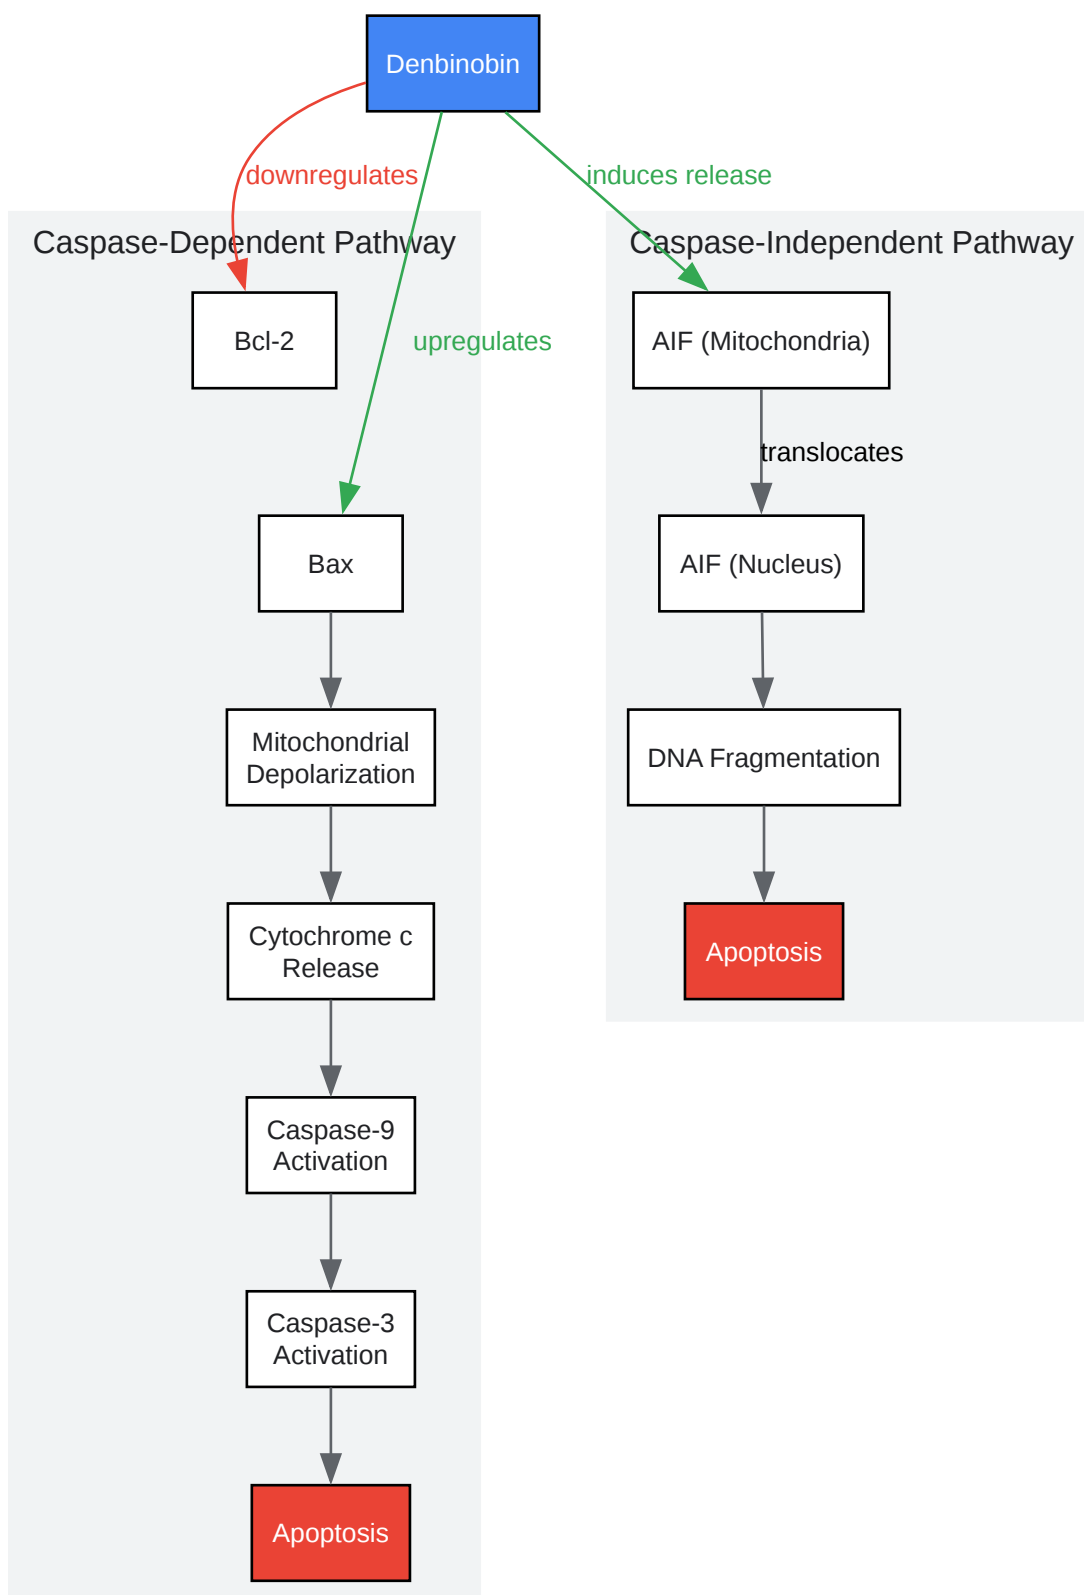 Denbinobin
downregulates
induces release
Caspase-Dependent Pathway
Caspase-Independent Pathway
Bcl-2
upregulates
AIF (Mitochondria)
translocates
Bax
AIF (Nucleus)
Mitochondrial
Depolarization
DNA Fragmentation
Cytochrome c
Release
Apoptosis
Caspase-9
Activation
Caspase-3
Activation
Apoptosis